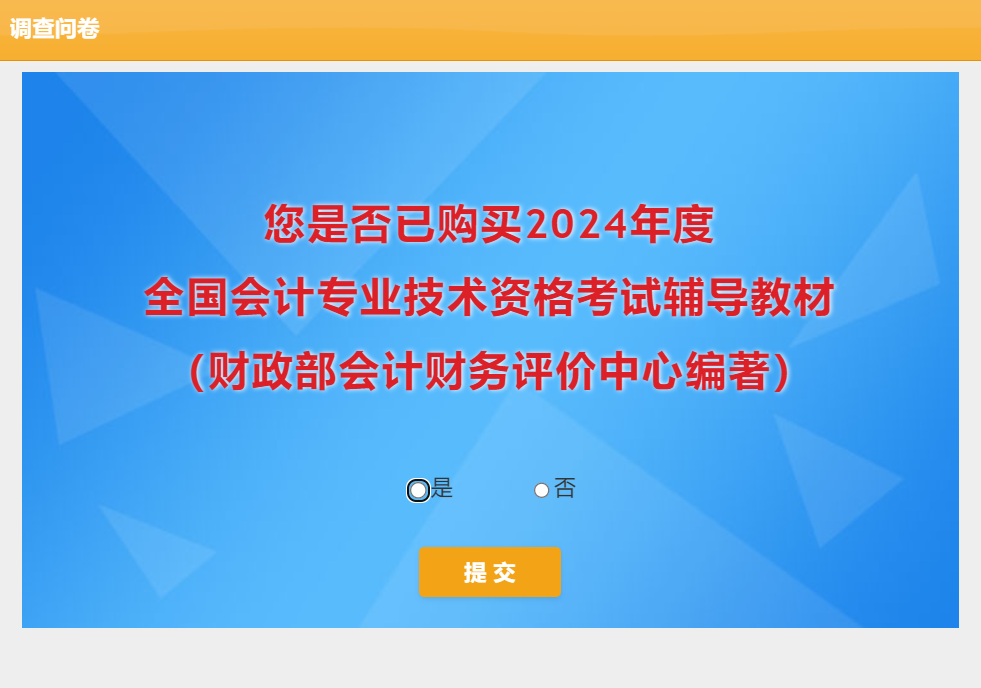 调查问卷
您是否已购买2024年度
全国会计专业技术资格考试辅导教材
(财政部会计财务评价中心编著)
是 否
提 交